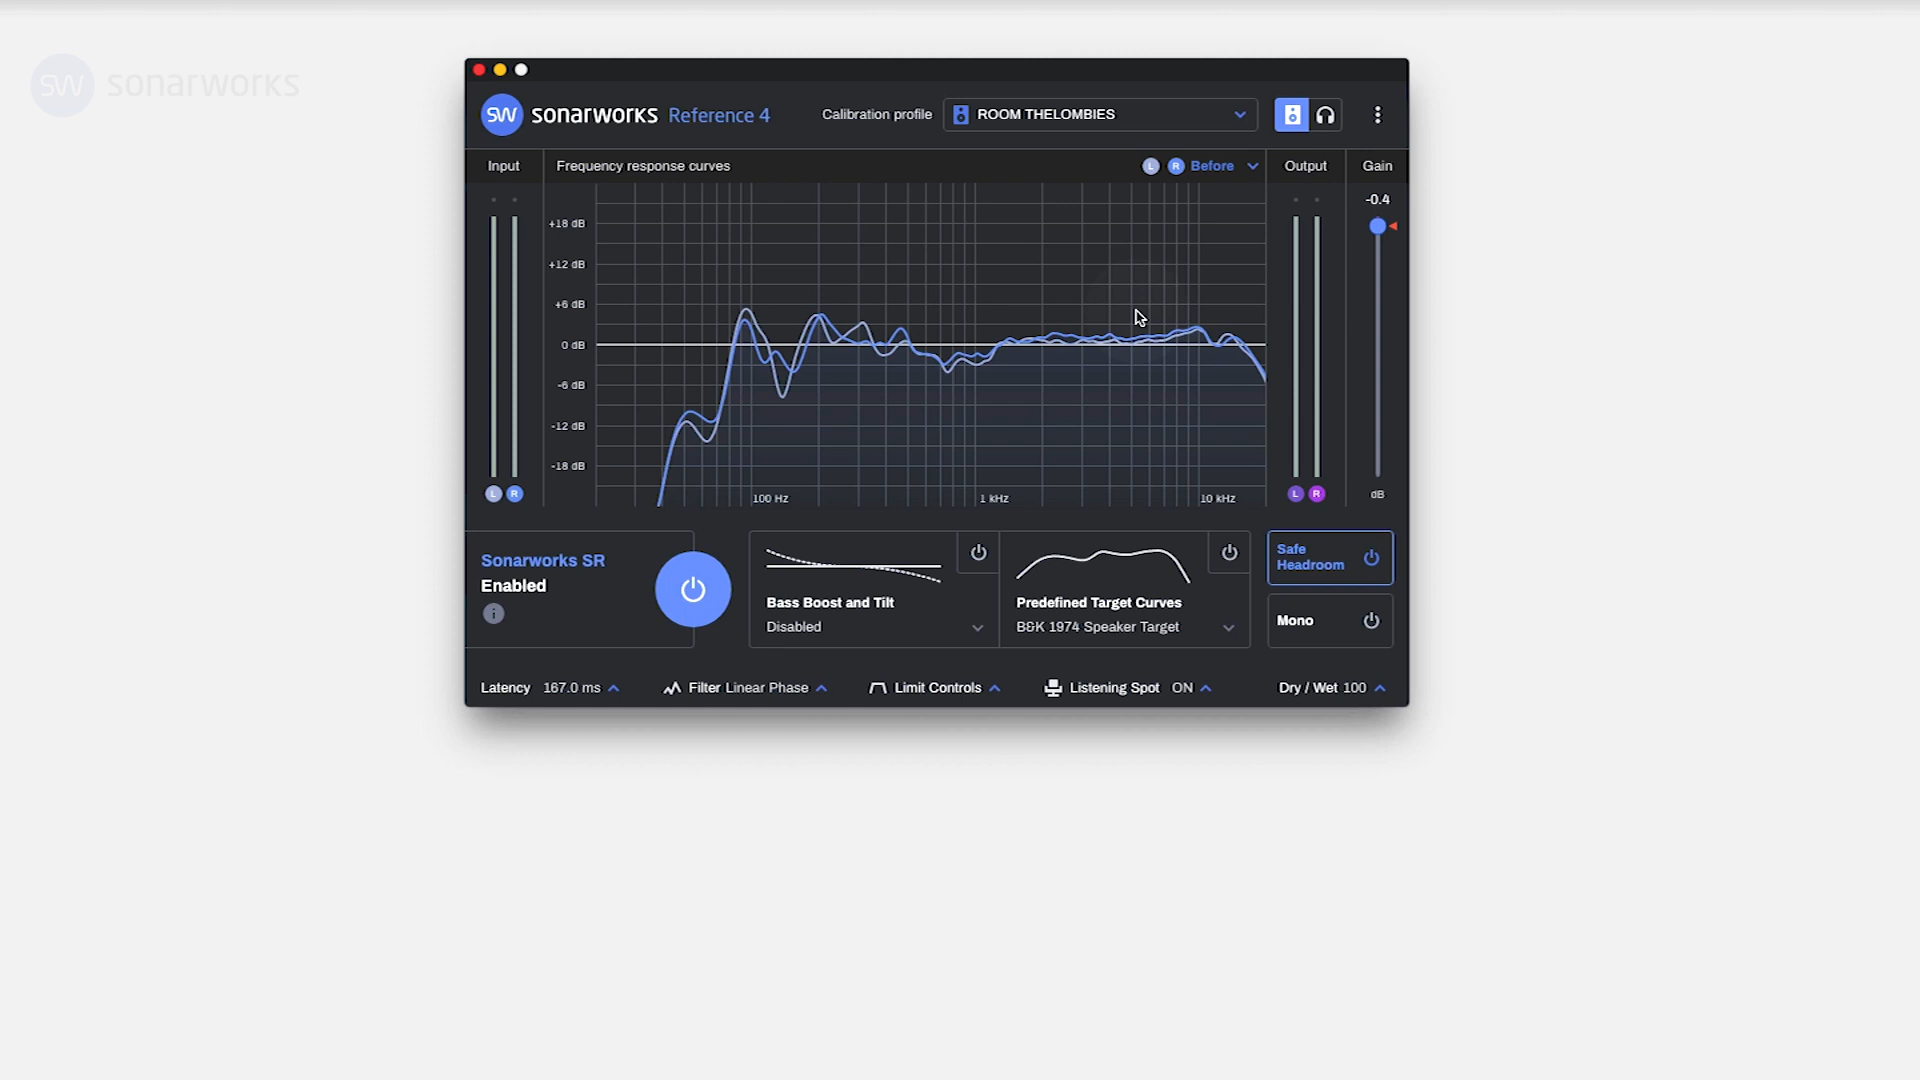 SW sonarworks
SW sonarworks Reference 4 Calibration profile ROOM THELOMBIES
Input Frequency response curves L R Before Output Gain
-0.4
+18 dB
+12 dB
+6 dB
0 dB
-6 dB
-12 dB
-18 dB
100 Hz 1 kHz 10 kHz
L R L R dB
Sonarworks SR
Enabled
i
Bass Boost and Tilt
Disabled
Predefined Target Curves
B&K 1974 Speaker Target
Safe
Headroom
Mono
Latency 167.0 ms Filter Linear Phase Limit Controls Listening Spot ON Dry / Wet 100